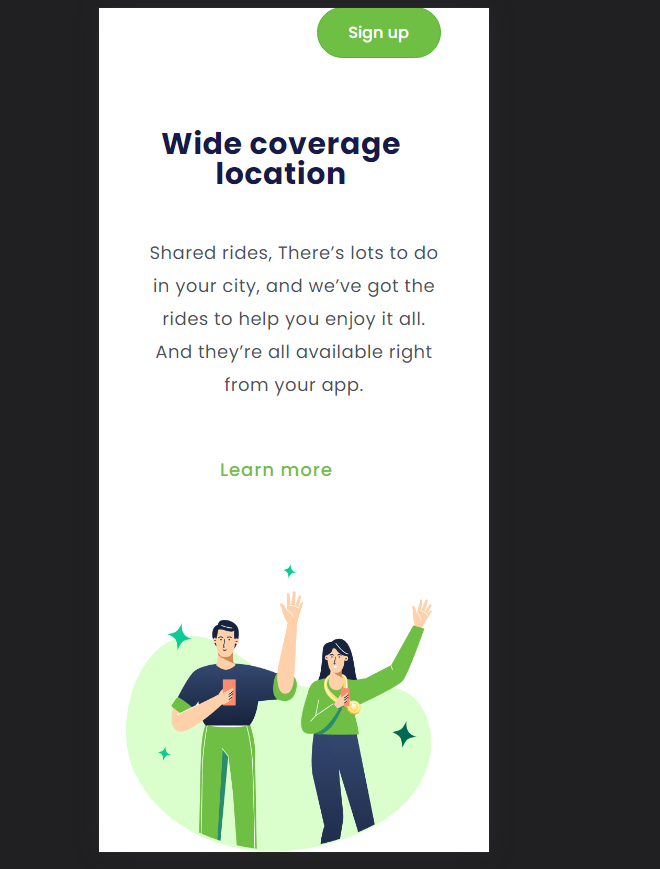 Sign up
Wide coverage
location
Shared rides, There’s lots to do
in your city, and we’ve got the
rides to help you enjoy it all.
And they’re all available right
from your app.
Learn more